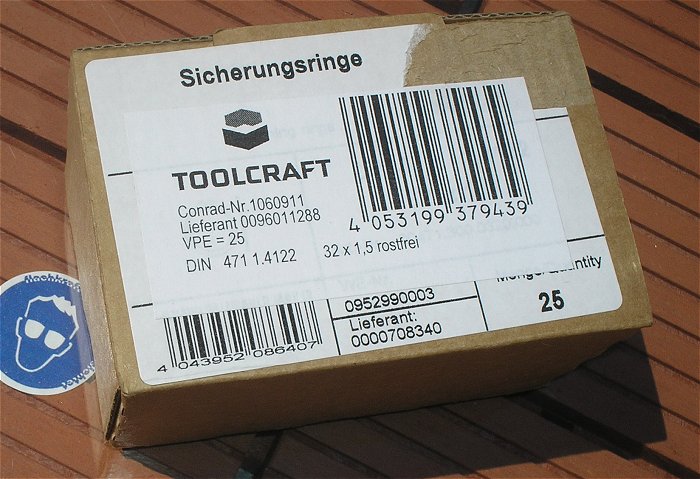 Sicherungsringe
TOOLCRAFT
Conrad-Nr.1060911
Lieferant 0096011288
VPE = 25
DIN 471 1.4122
32 x 1,5 rostfrei
4 053199 379439
Quantity
25
0952990003
Lieferant:
0000708340
4 043952 086407